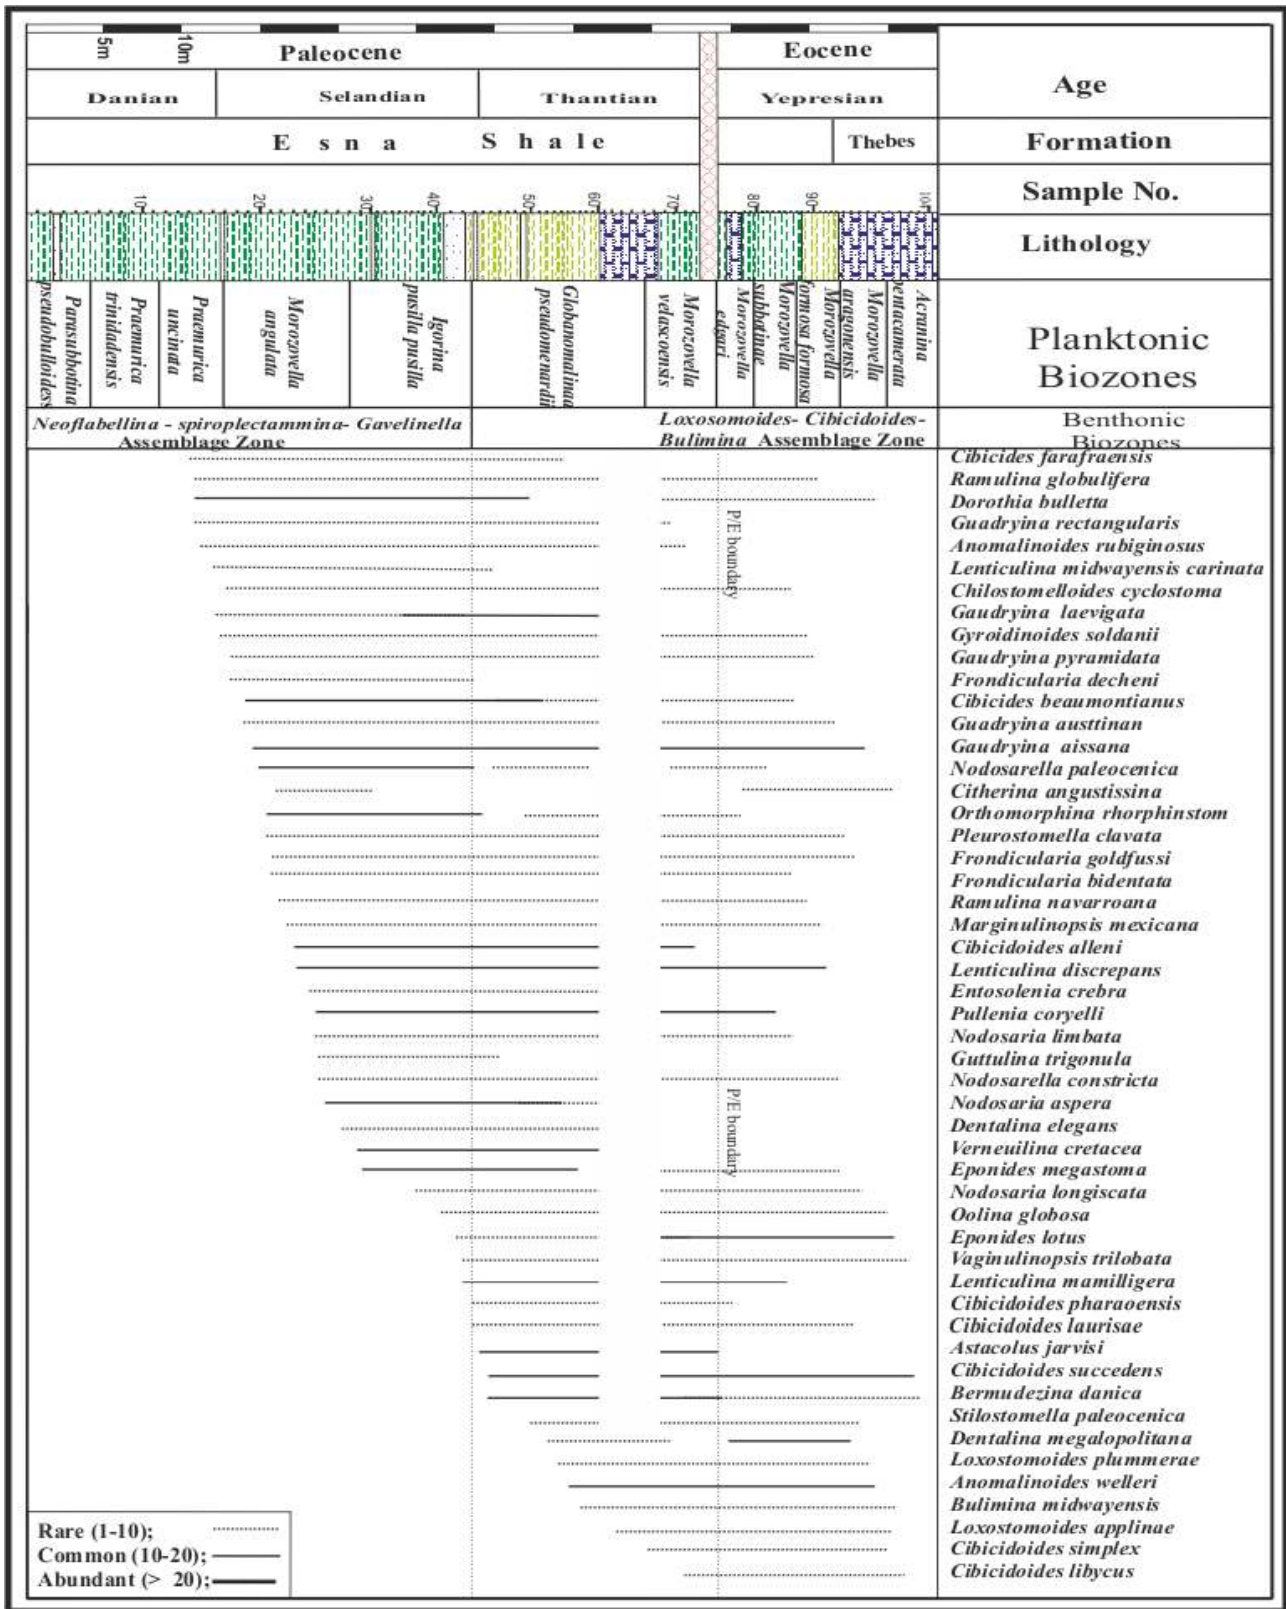 5m
10m
Paleocene
Eocene
Age
Danian
Selandian
Thantian
Yepresian
Esna Shale
Thebes
Formation
10
20
30
40
50
60
70
80
90
100
Sample No.
Lithology
Parasubbotina
pseudobulloidess
Praemurica
trinidadensis
Praemurica
uncinata
Morozovella
angulata
Igorina
pusilla pusilla
Globanomalinaa
pseudomenardii
Morozovella
velascoensis
Morozovella
edgari
Morozovella
subbotinae
Morozovella
formosa formosa
Morozovella
aragonensis
Acranina
pentacamerata
Planktonic
Biozones
Neoflabellina - spiroplectammina- Gavelinella
Assemblage Zone
Loxosomoides- Cibicidoides-
Bulimina Assemblage Zone
Benthonic
Biozones
Cibicides farafraensis
Ramulina globulifera
Dorothia bulletta
Guadryina rectangularis
Anomalinoides rubiginosus
Lenticulina midwayensis carinata
Chilostomelloides cyclostoma
Gaudryina laevigata
Gyroidinoides soldanii
Gaudryina pyramidata
Frondicularia decheni
Cibicides beaumontianus
Guadryina austtinan
Gaudryina aissana
Nodosarella paleocenica
Citherina angustissina
Orthomorphina rhorphinstom
Pleurostomella clavata
Frondicularia goldfussi
Frondicularia bidentata
Ramulina navarroana
Marginulinopsis mexicana
Cibicidoides alleni
Lenticulina discrepans
Entosolenia crebra
Pullenia coryelli
Nodosaria limbata
Guttulina trigonula
Nodosarella constricta
Nodosaria aspera
Dentalina elegans
Verneuilina cretacea
Eponides megastoma
Nodosaria longiscata
Oolina globosa
Eponides lotus
Vaginulinopsis trilobata
Lenticulina mamilligera
Cibicidoides pharaoensis
Cibicidoides laurisae
Astacolus jarvisi
Cibicidoides succedens
Bermudezina danica
Stilostomella paleocenica
Dentalina megalopolitana
Loxostomoides plummerae
Anomalinoides welleri
Bulimina midwayensis
Loxostomoides applinae
Cibicidoides simplex
Cibicidoides libycus
P/E boundary
P/E boundary
Rare (1-10);
Common (10-20);
Abundant (> 20);